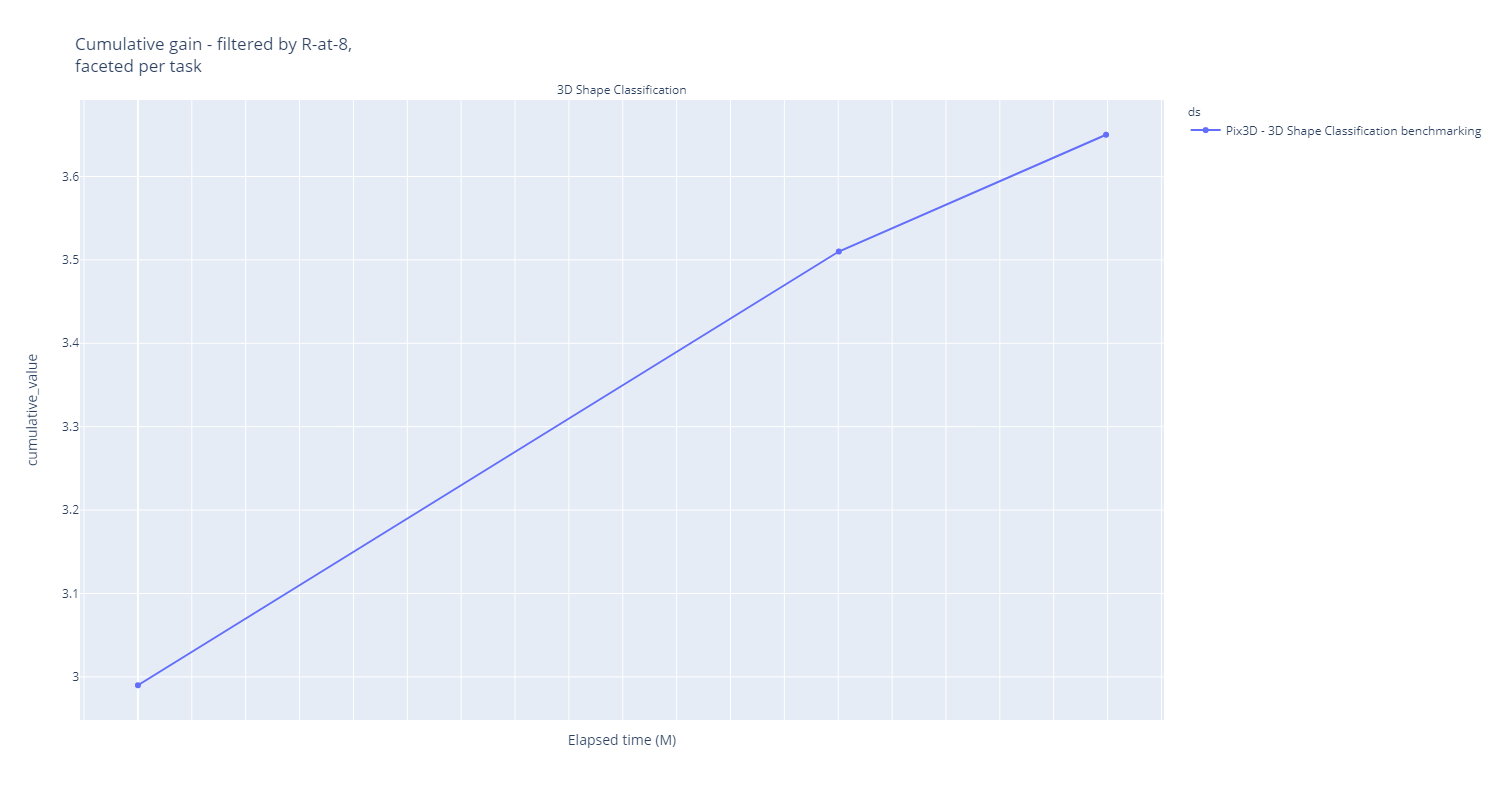 Cumulative gain - filtered by R-at-8,
faceted per task
3D Shape Classification
ds
Pix3D - 3D Shape Classification benchmarking
3.6
3.5
3.4
3.3
3.2
3.1
3
cumulative_value
Elapsed time (M)